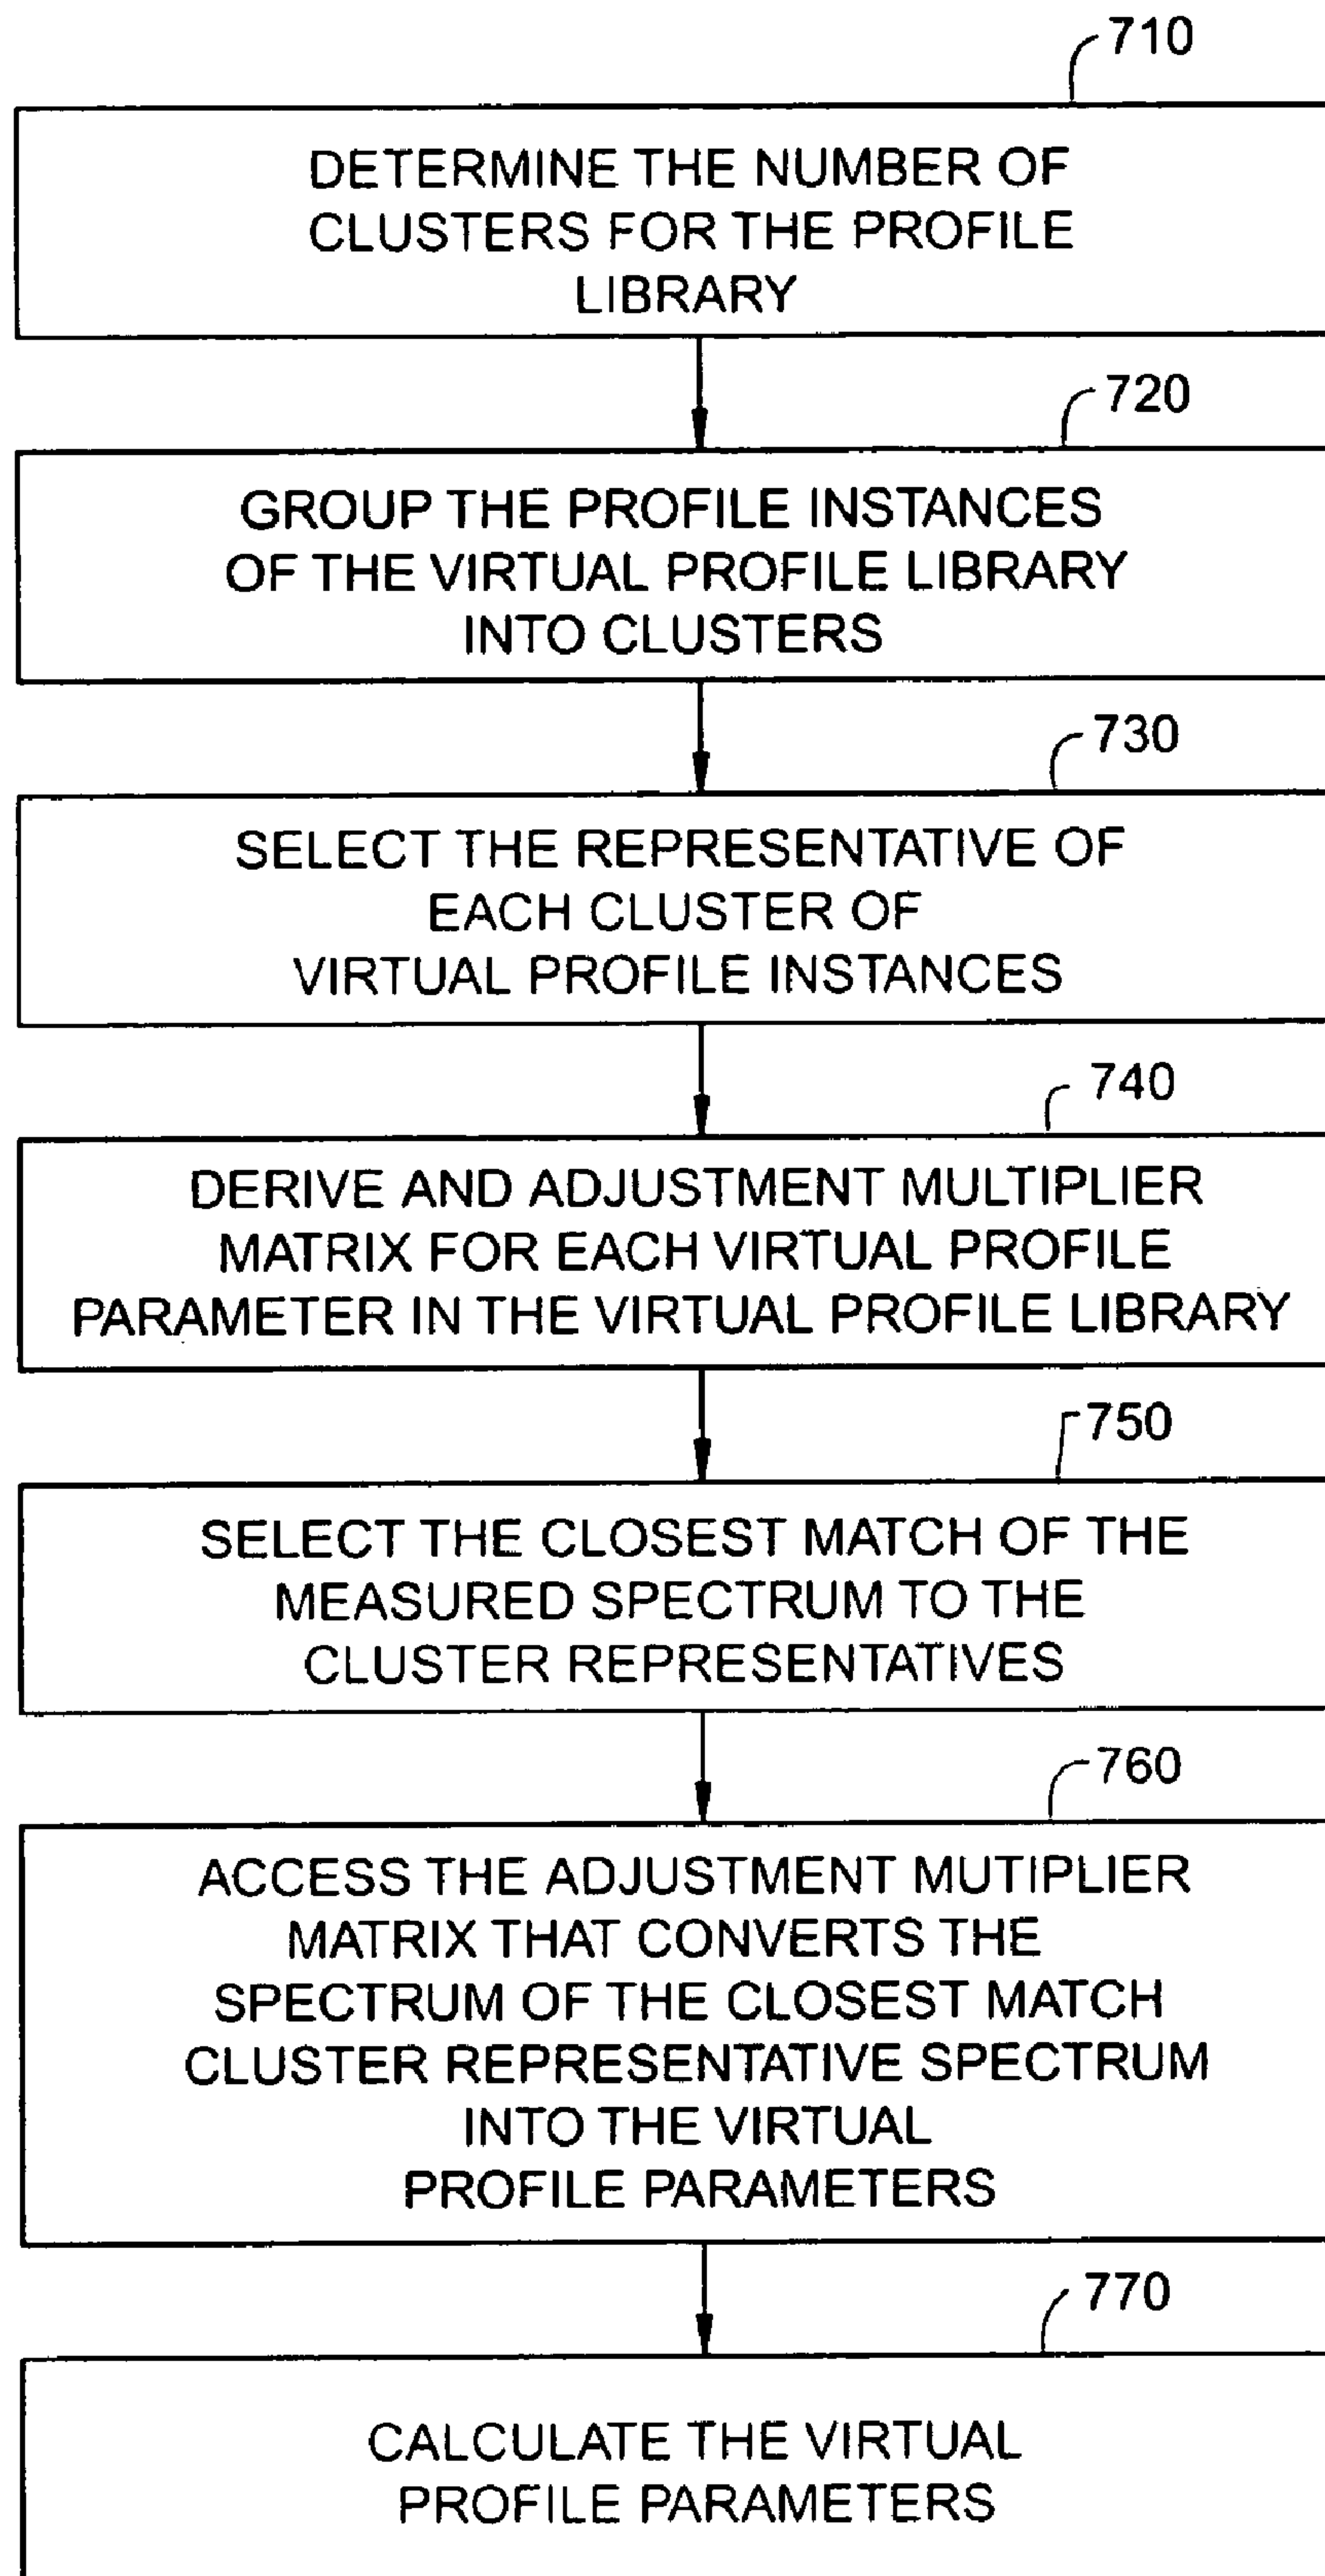 710
DETERMINE THE NUMBER OF
CLUSTERS FOR THE PROFILE
LIBRARY
720
GROUP THE PROFILE INSTANCES
OF THE VIRTUAL PROFILE LIBRARY
INTO CLUSTERS
730
SELECT THE REPRESENTATIVE OF
EACH CLUSTER OF
VIRTUAL PROFILE INSTANCES
740
DERIVE AND ADJUSTMENT MULTIPLIER
MATRIX FOR EACH VIRTUAL PROFILE
PARAMETER IN THE VIRTUAL PROFILE LIBRARY
750
SELECT THE CLOSEST MATCH OF THE
MEASURED SPECTRUM TO THE
CLUSTER REPRESENTATIVES
760
ACCESS THE ADJUSTMENT MUTIPLIER
MATRIX THAT CONVERTS THE
SPECTRUM OF THE CLOSEST MATCH
CLUSTER REPRESENTATIVE SPECTRUM
INTO THE VIRTUAL
PROFILE PARAMETERS
770
CALCULATE THE VIRTUAL
PROFILE PARAMETERS